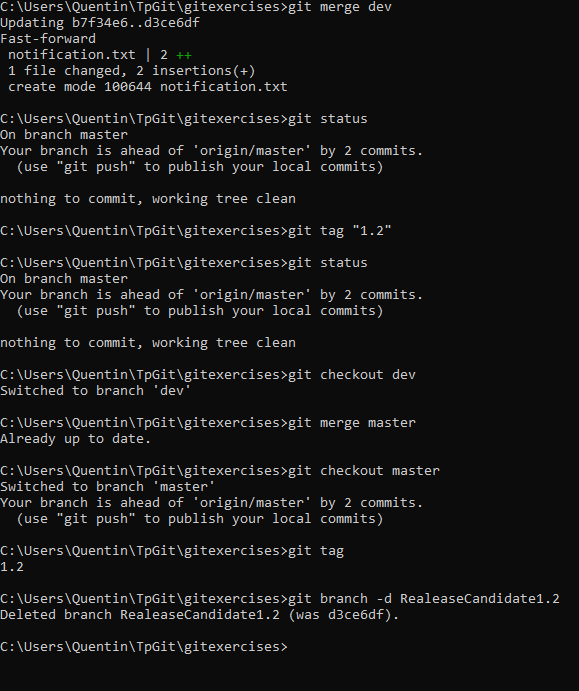 C:\Users\Quentin\TpGit\gitexercises>git merge dev
Updating b7f34e6..d3ce6df
Fast-forward
 notification.txt | 2 ++
 1 file changed, 2 insertions(+)
 create mode 100644 notification.txt
C:\Users\Quentin\TpGit\gitexercises>git status
On branch master
Your branch is ahead of 'origin/master' by 2 commits.
  (use "git push" to publish your local commits)
nothing to commit, working tree clean
C:\Users\Quentin\TpGit\gitexercises>git tag "1.2"
C:\Users\Quentin\TpGit\gitexercises>git status
On branch master
Your branch is ahead of 'origin/master' by 2 commits.
  (use "git push" to publish your local commits)
nothing to commit, working tree clean
C:\Users\Quentin\TpGit\gitexercises>git checkout dev
Switched to branch 'dev'
C:\Users\Quentin\TpGit\gitexercises>git merge master
Already up to date.
C:\Users\Quentin\TpGit\gitexercises>git checkout master
Switched to branch 'master'
Your branch is ahead of 'origin/master' by 2 commits.
  (use "git push" to publish your local commits)
C:\Users\Quentin\TpGit\gitexercises>git tag
1.2
C:\Users\Quentin\TpGit\gitexercises>git branch -d RealeaseCandidate1.2
Deleted branch RealeaseCandidate1.2 (was d3ce6df).
C:\Users\Quentin\TpGit\gitexercises>